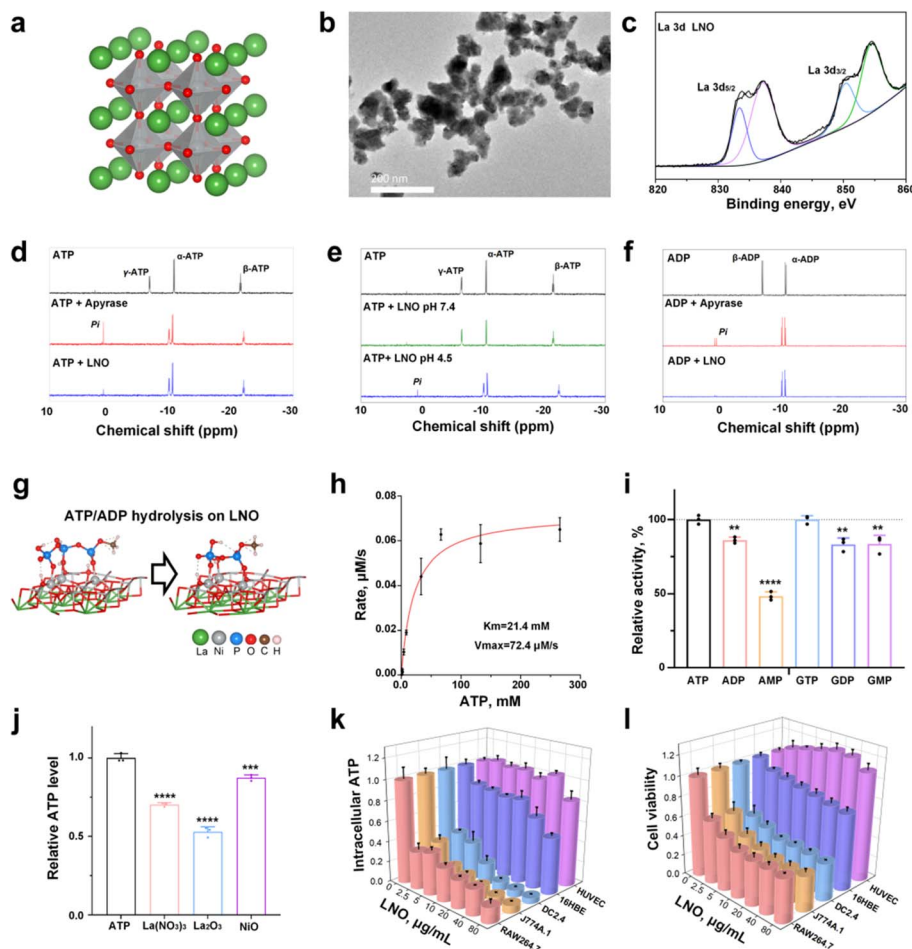 a
b
200 nm
c
La 3d LNO
La 3d5/2
La 3d3/2
820 830 840 850 860
Binding energy, eV
d
ATP
γ-ATP
α-ATP
β-ATP
ATP + Apyrase
Pi
ATP + LNO
10 0 -10 -20 -30
Chemical shift (ppm)
e
ATP
γ-ATP
α-ATP
β-ATP
ATP + LNO pH 7.4
ATP+ LNO pH 4.5
Pi
10 0 -10 -20 -30
Chemical shift (ppm)
f
ADP
β-ADP
α-ADP
ADP + Apyrase
Pi
ADP + LNO
10 0 -10 -20 -30
Chemical shift (ppm)
g
ATP/ADP hydrolysis on LNO
La Ni P O C H
h
Rate, μM/s
0.08
0.06
0.04
0.02
0.00
Km=21.4 mM
Vmax=72.4 μM/s
0 100 200 300
ATP, mM
i
Relative activity, %
100
50
0
** **** ** **
ATP ADP AMP GTP GDP GMP
j
Relative ATP level
1.0
0.5
0.0
**** **** ***
ATP La(NO3)3 La2O3 NiO
k
Intracellular ATP
1.2
1.0
0.8
0.6
0.4
0.2
0.0
0 2.5 5 10 20 40 80
LNO, μg/mL
RAW264.7
J774A.1
DC2.4
16HBE
HUVEC
l
Cell viability
1.2
1.0
0.8
0.6
0.4
0.2
0.0
0 2.5 5 10 20 40 80
LNO, μg/mL
RAW264.7
J774A.1
DC2.4
16HBE
HUVEC